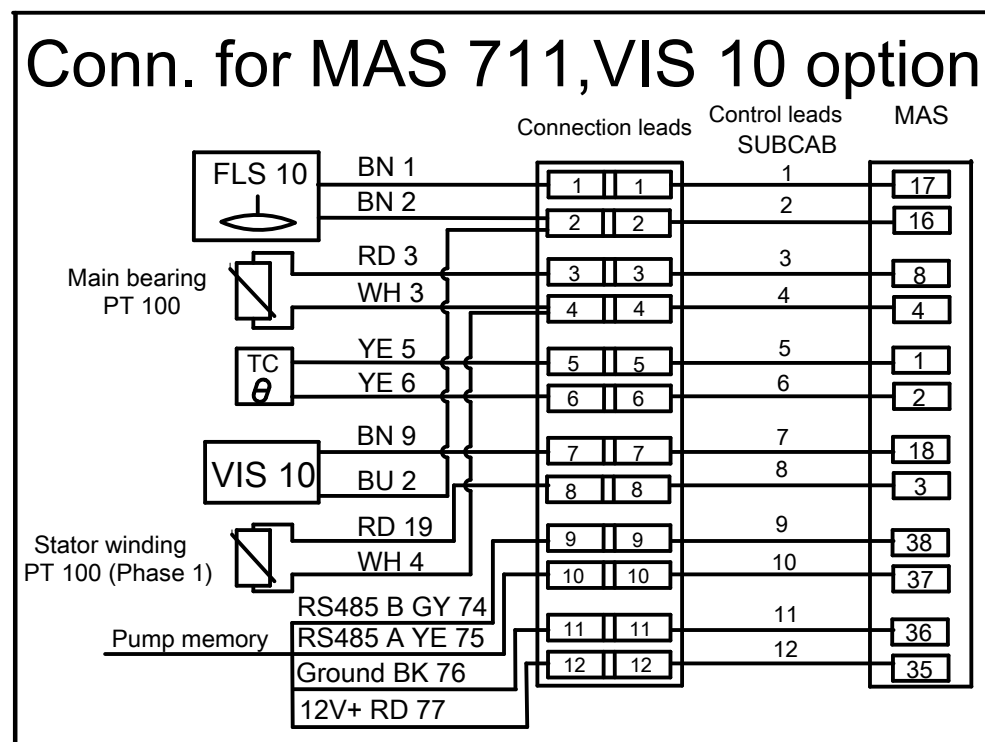 Conn. for MAS 711,VIS 10 option
Connection leads
Control leads
SUBCAB
MAS
FLS 10
BN 1
1 1
1
17
BN 2
2 2
2
16
Main bearing
PT 100
RD 3
3 3
3
8
WH 3
4 4
4
4
TC
θ
YE 5
5 5
5
1
YE 6
6 6
6
2
VIS 10
BN 9
7 7
7
18
BU 2
8 8
8
3
Stator winding
PT 100 (Phase 1)
RD 19
9 9
9
38
WH 4
10 10
10
37
Pump memory
RS485 B GY 74
RS485 A YE 75
11 11
11
36
Ground BK 76
12 12
12
35
12V+ RD 77